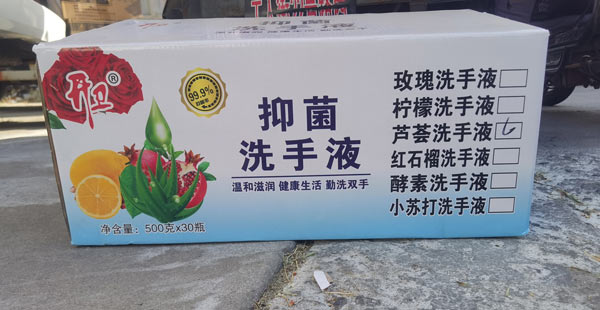 开卫®
99.9%
抑菌
洗手液
温和滋润 健康生活 勤洗双手
净含量：500克x30瓶
玫瑰洗手液
柠檬洗手液
芦荟洗手液
红石榴洗手液
酵素洗手液
小苏打洗手液